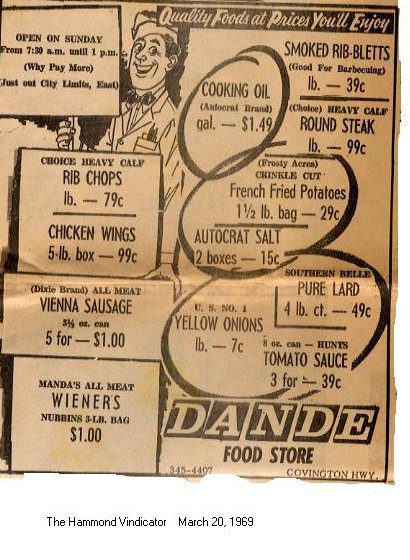 Quality Foods at Prices You'll Enjoy
OPEN ON SUNDAY
From 7:30 a.m. until 1 p.m.
(Why Pay More)
(Just out City Limits, East)
COOKING OIL
(Autocrat Brand)
gal. — $1.49
SMOKED RIB-BLETTS
(Good For Barbecuing)
lb. — 39c
(Choice) HEAVY CALF
ROUND STEAK
lb. — 99c
CHOICE HEAVY CALF
RIB CHOPS
lb. — 79c
CHICKEN WINGS
5-lb. box — 99c
(Frosty Acres)
CRINKLE CUT
French Fried Potatoes
1½ lb. bag — 29c
AUTOCRAT SALT
2 boxes — 15c
(Dixie Brand) ALL MEAT
VIENNA SAUSAGE
3½ oz. can
5 for — $1.00
SOUTHERN BELLE
PURE LARD
4 lb. ct. — 49c
U. S. NO. 1
YELLOW ONIONS
lb. — 7c
8 oz. can — HUNTS
TOMATO SAUCE
3 for — 39c
MANDA'S ALL MEAT
WIENERS
NUBBINS 3-LB. BAG
$1.00
DANDE
FOOD STORE
345-4407
COVINGTON HWY.
The Hammond Vindicator March 20, 1969